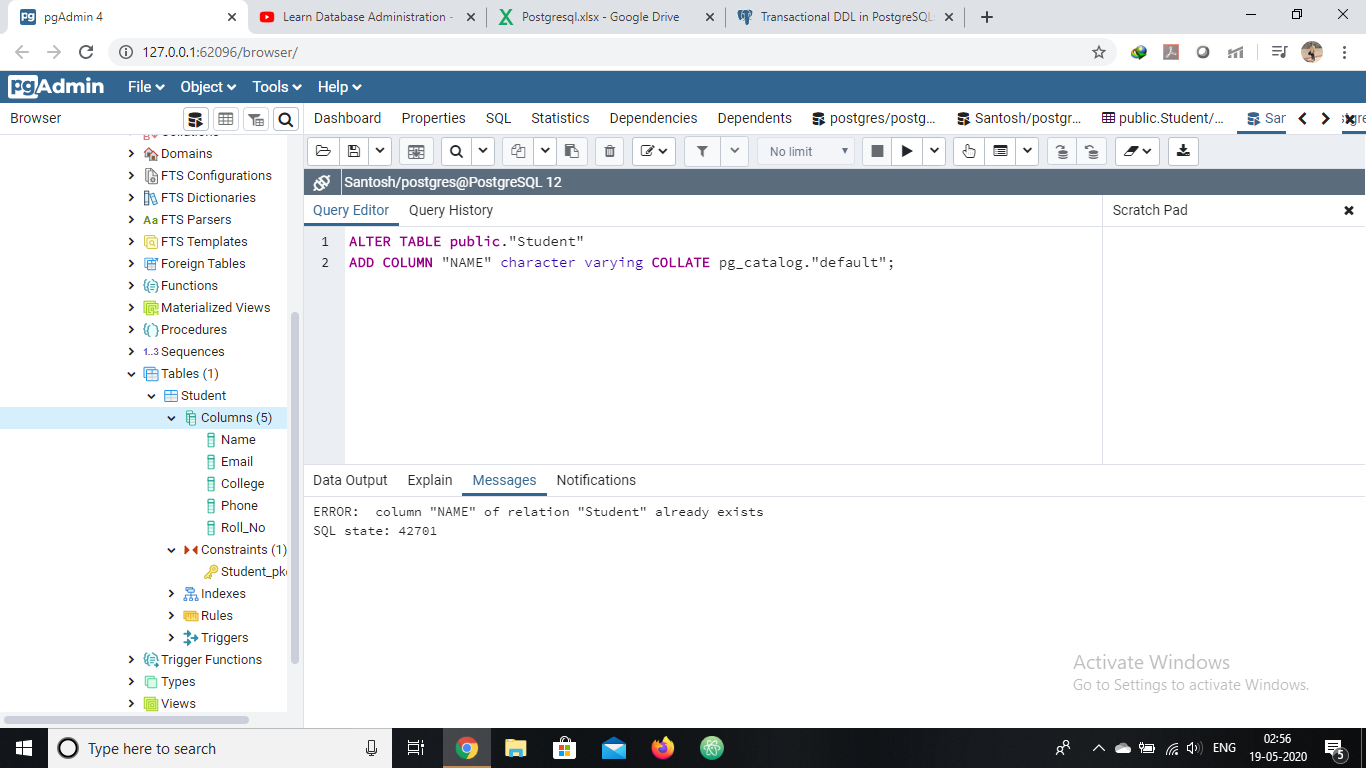 pgAdmin 4
Learn Database Administration -
Postgresql.xlsx - Google Drive
Transactional DDL in PostgreSQL
127.0.0.1:62096/browser/
pgAdmin File Object Tools Help
Browser
Dashboard Properties SQL Statistics Dependencies Dependents postgres/postg... Santosh/postgr... public.Student/... Sar
Domains
FTS Configurations
FTS Dictionaries
Aa FTS Parsers
FTS Templates
Foreign Tables
Functions
Materialized Views
Procedures
1..3 Sequences
Tables (1)
Student
Columns (5)
Name
Email
College
Phone
Roll_No
Constraints (1)
Student_pk
Indexes
Rules
Triggers
Trigger Functions
Types
Views
No limit
Santosh/postgres@PostgreSQL 12
Query Editor Query History
Scratch Pad
1 ALTER TABLE public."Student"
2 ADD COLUMN "NAME" character varying COLLATE pg_catalog."default";
Data Output Explain Messages Notifications
ERROR: column "NAME" of relation "Student" already exists
SQL state: 42701
Activate Windows
Go to Settings to activate Windows.
Type here to search
ENG
02:56
19-05-2020
5